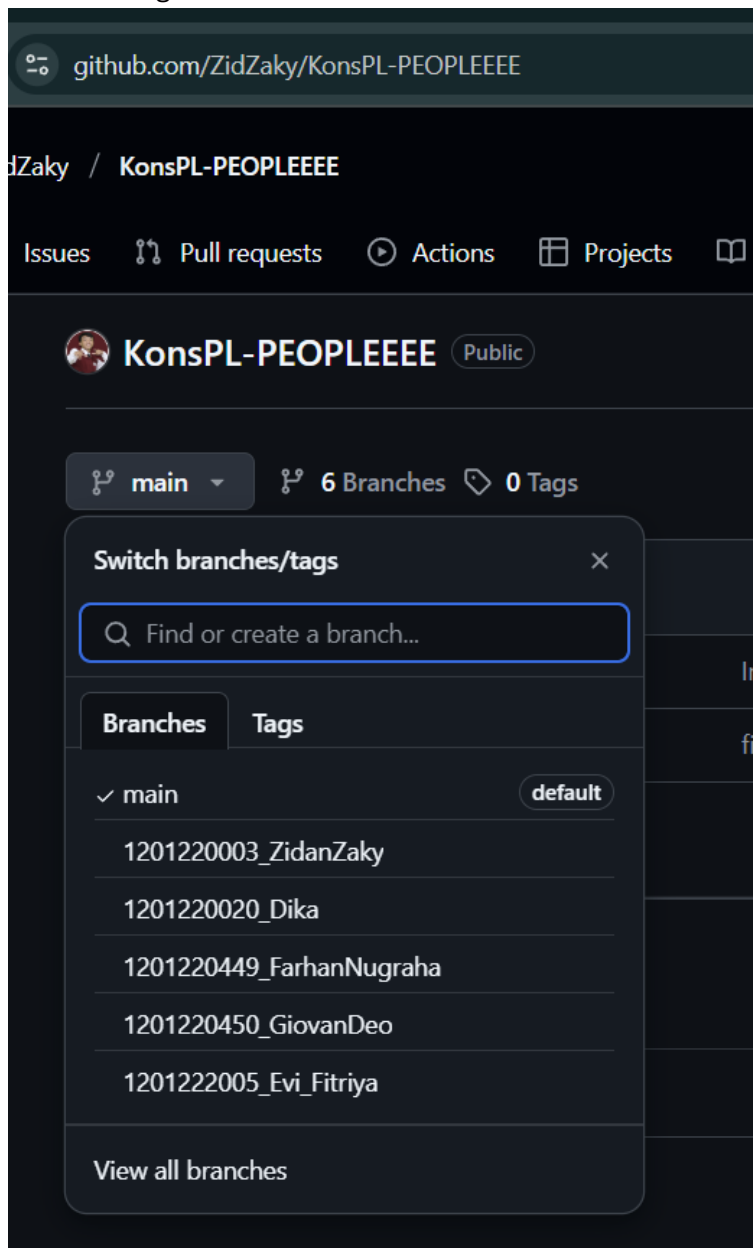 github.com/ZidZaky/KonsPL-PEOPLEEEE
dZaky / KonsPL-PEOPLEEEE
Issues Pull requests Actions Projects
KonsPL-PEOPLEEEE Public
main 6 Branches 0 Tags
Switch branches/tags
Find or create a branch...
Branches Tags
main default
1201220003_ZidanZaky
1201220020_Dika
1201220449_FarhanNugraha
1201220450_GiovanDeo
1201222005_Evi_Fitriya
View all branches